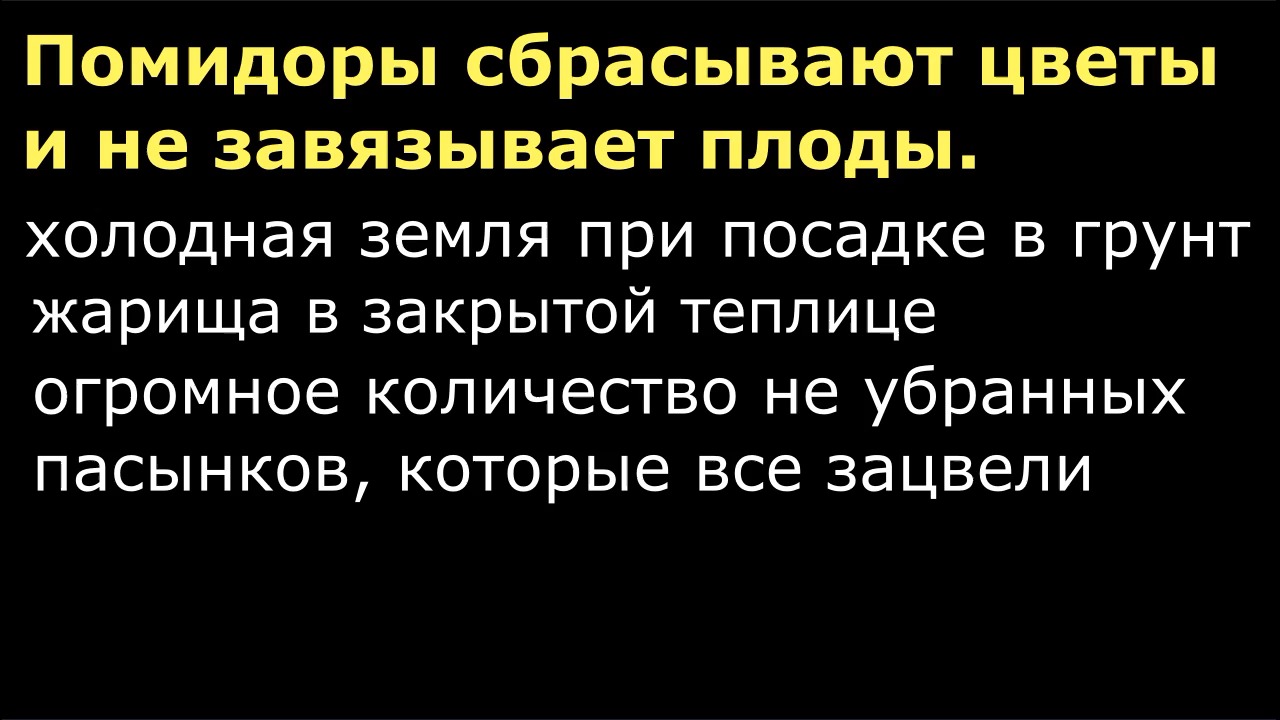 Помидоры сбрасывают цветы
и не завязывает плоды.
холодная земля при посадке в грунт
жарища в закрытой теплице
огромное количество не убранных
пасынков, которые все зацвели